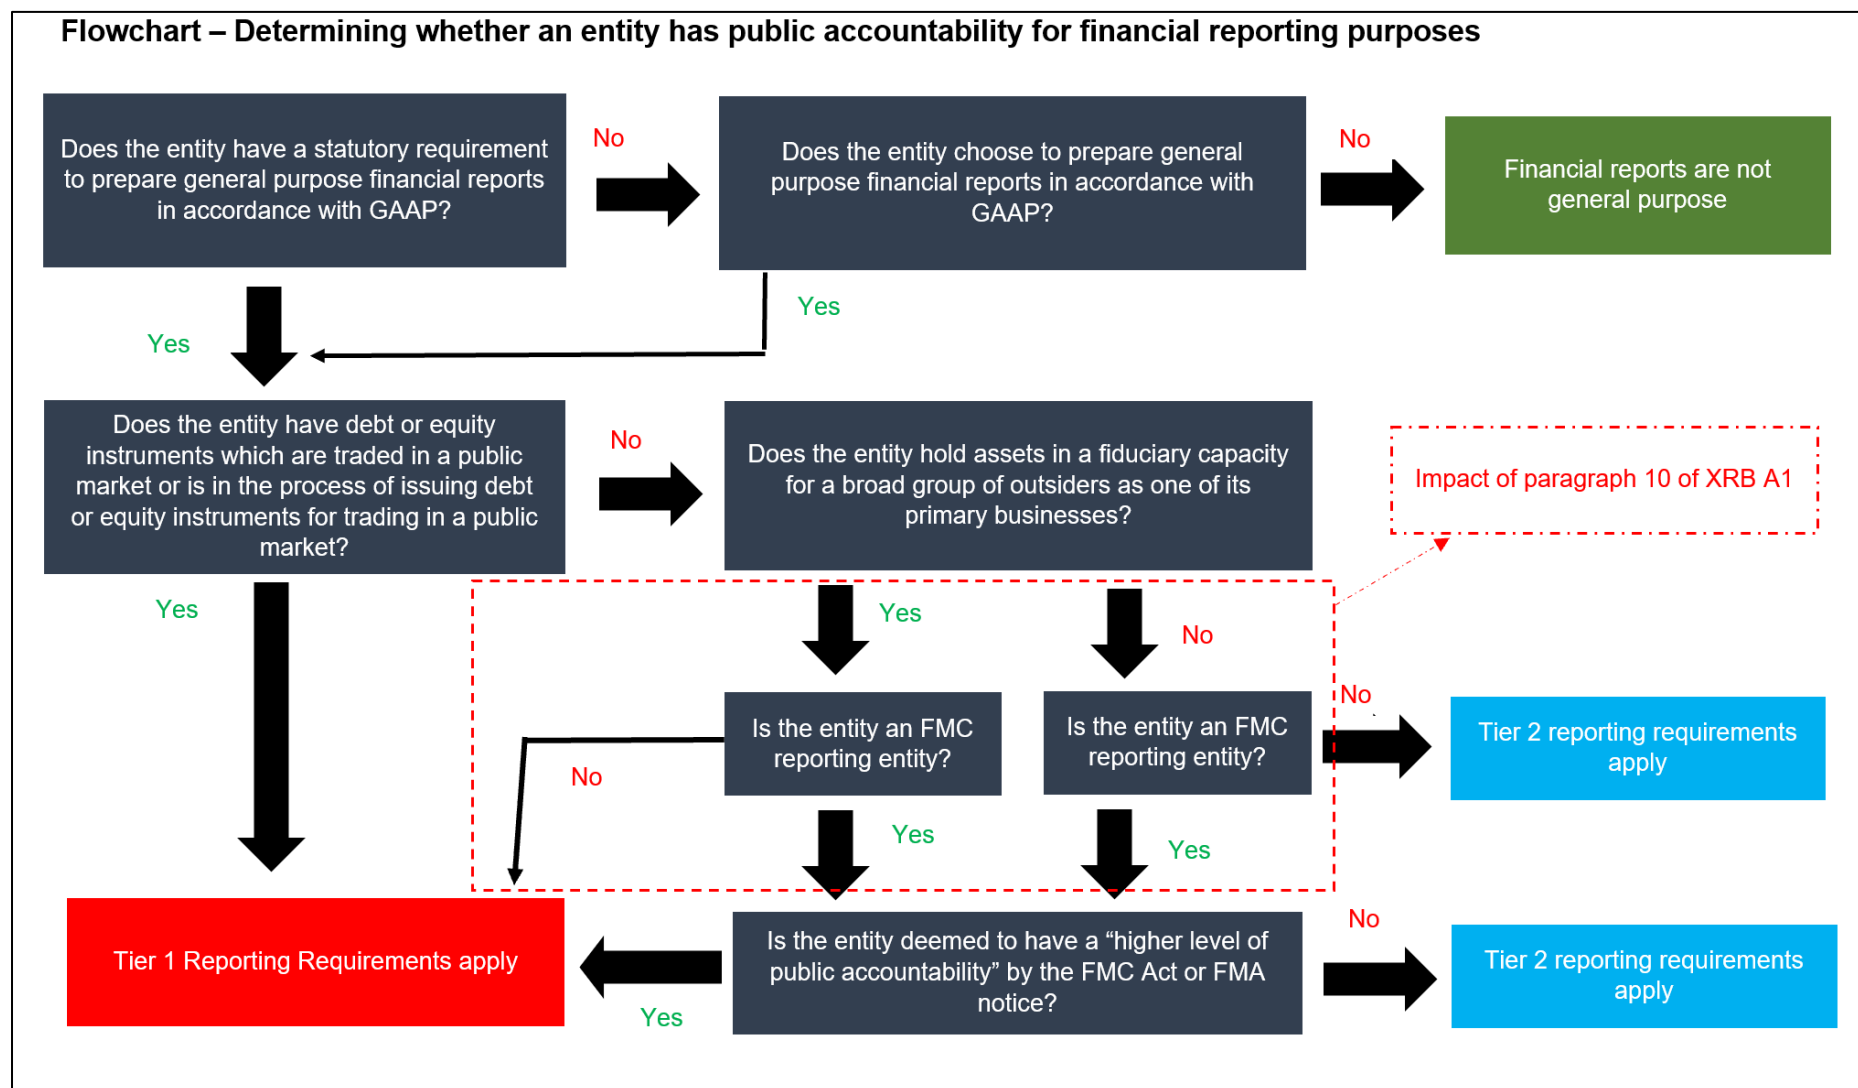 Flowchart – Determining whether an entity has public accountability for financial reporting purposes
Does the entity have a statutory requirement
to prepare general purpose financial reports
in accordance with GAAP?
No
Does the entity choose to prepare general
purpose financial reports in accordance with
GAAP?
No
Financial reports are not
general purpose
Yes
Yes
Does the entity have debt or equity
instruments which are traded in a public
market or is in the process of issuing debt
or equity instruments for trading in a public
market?
No
Does the entity hold assets in a fiduciary capacity
for a broad group of outsiders as one of its
primary businesses?
Impact of paragraph 10 of XRB A1
Yes
Yes
No
Is the entity an FMC
reporting entity?
No
Is the entity an FMC
reporting entity?
No
Tier 2 reporting requirements
apply
Yes
Yes
Tier 1 Reporting Requirements apply
Yes
Is the entity deemed to have a “higher level of
public accountability” by the FMC Act or FMA
notice?
No
Tier 2 reporting requirements
apply